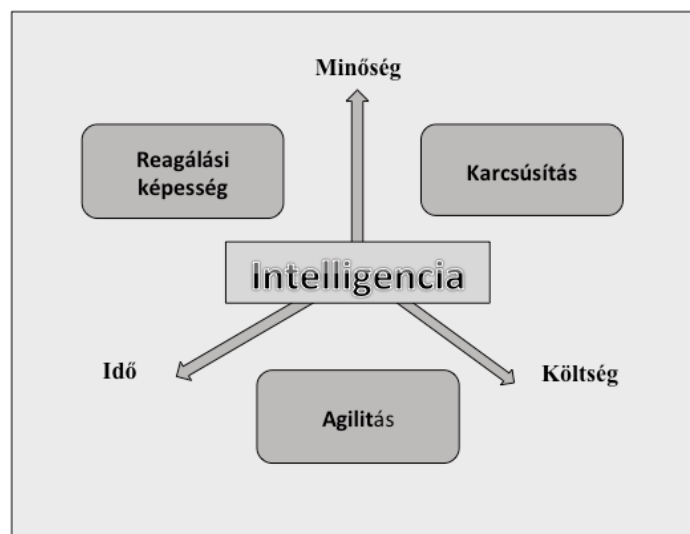 Minőség
Reagálási
képesség
Karcsúsítás
Intelligencia
Idő
Költség
Agilitás